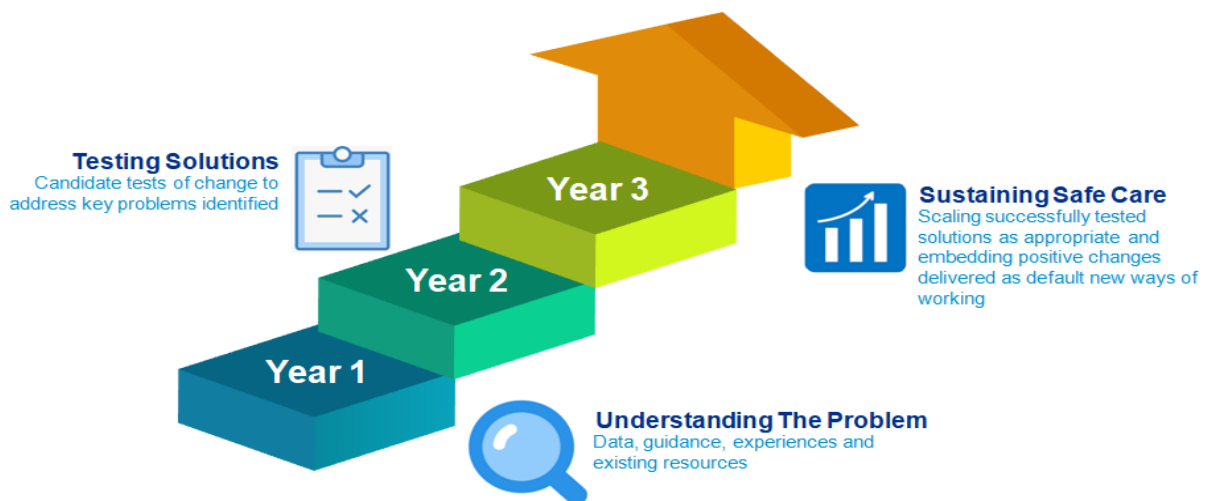 Testing Solutions
Candidate tests of change to
address key problems identified
Year 3
Sustaining Safe Care
Scaling successfully tested
solutions as appropriate and
embedding positive changes
delivered as default new ways of
working
Year 2
Year 1
Understanding The Problem
Data, guidance, experiences and
existing resources